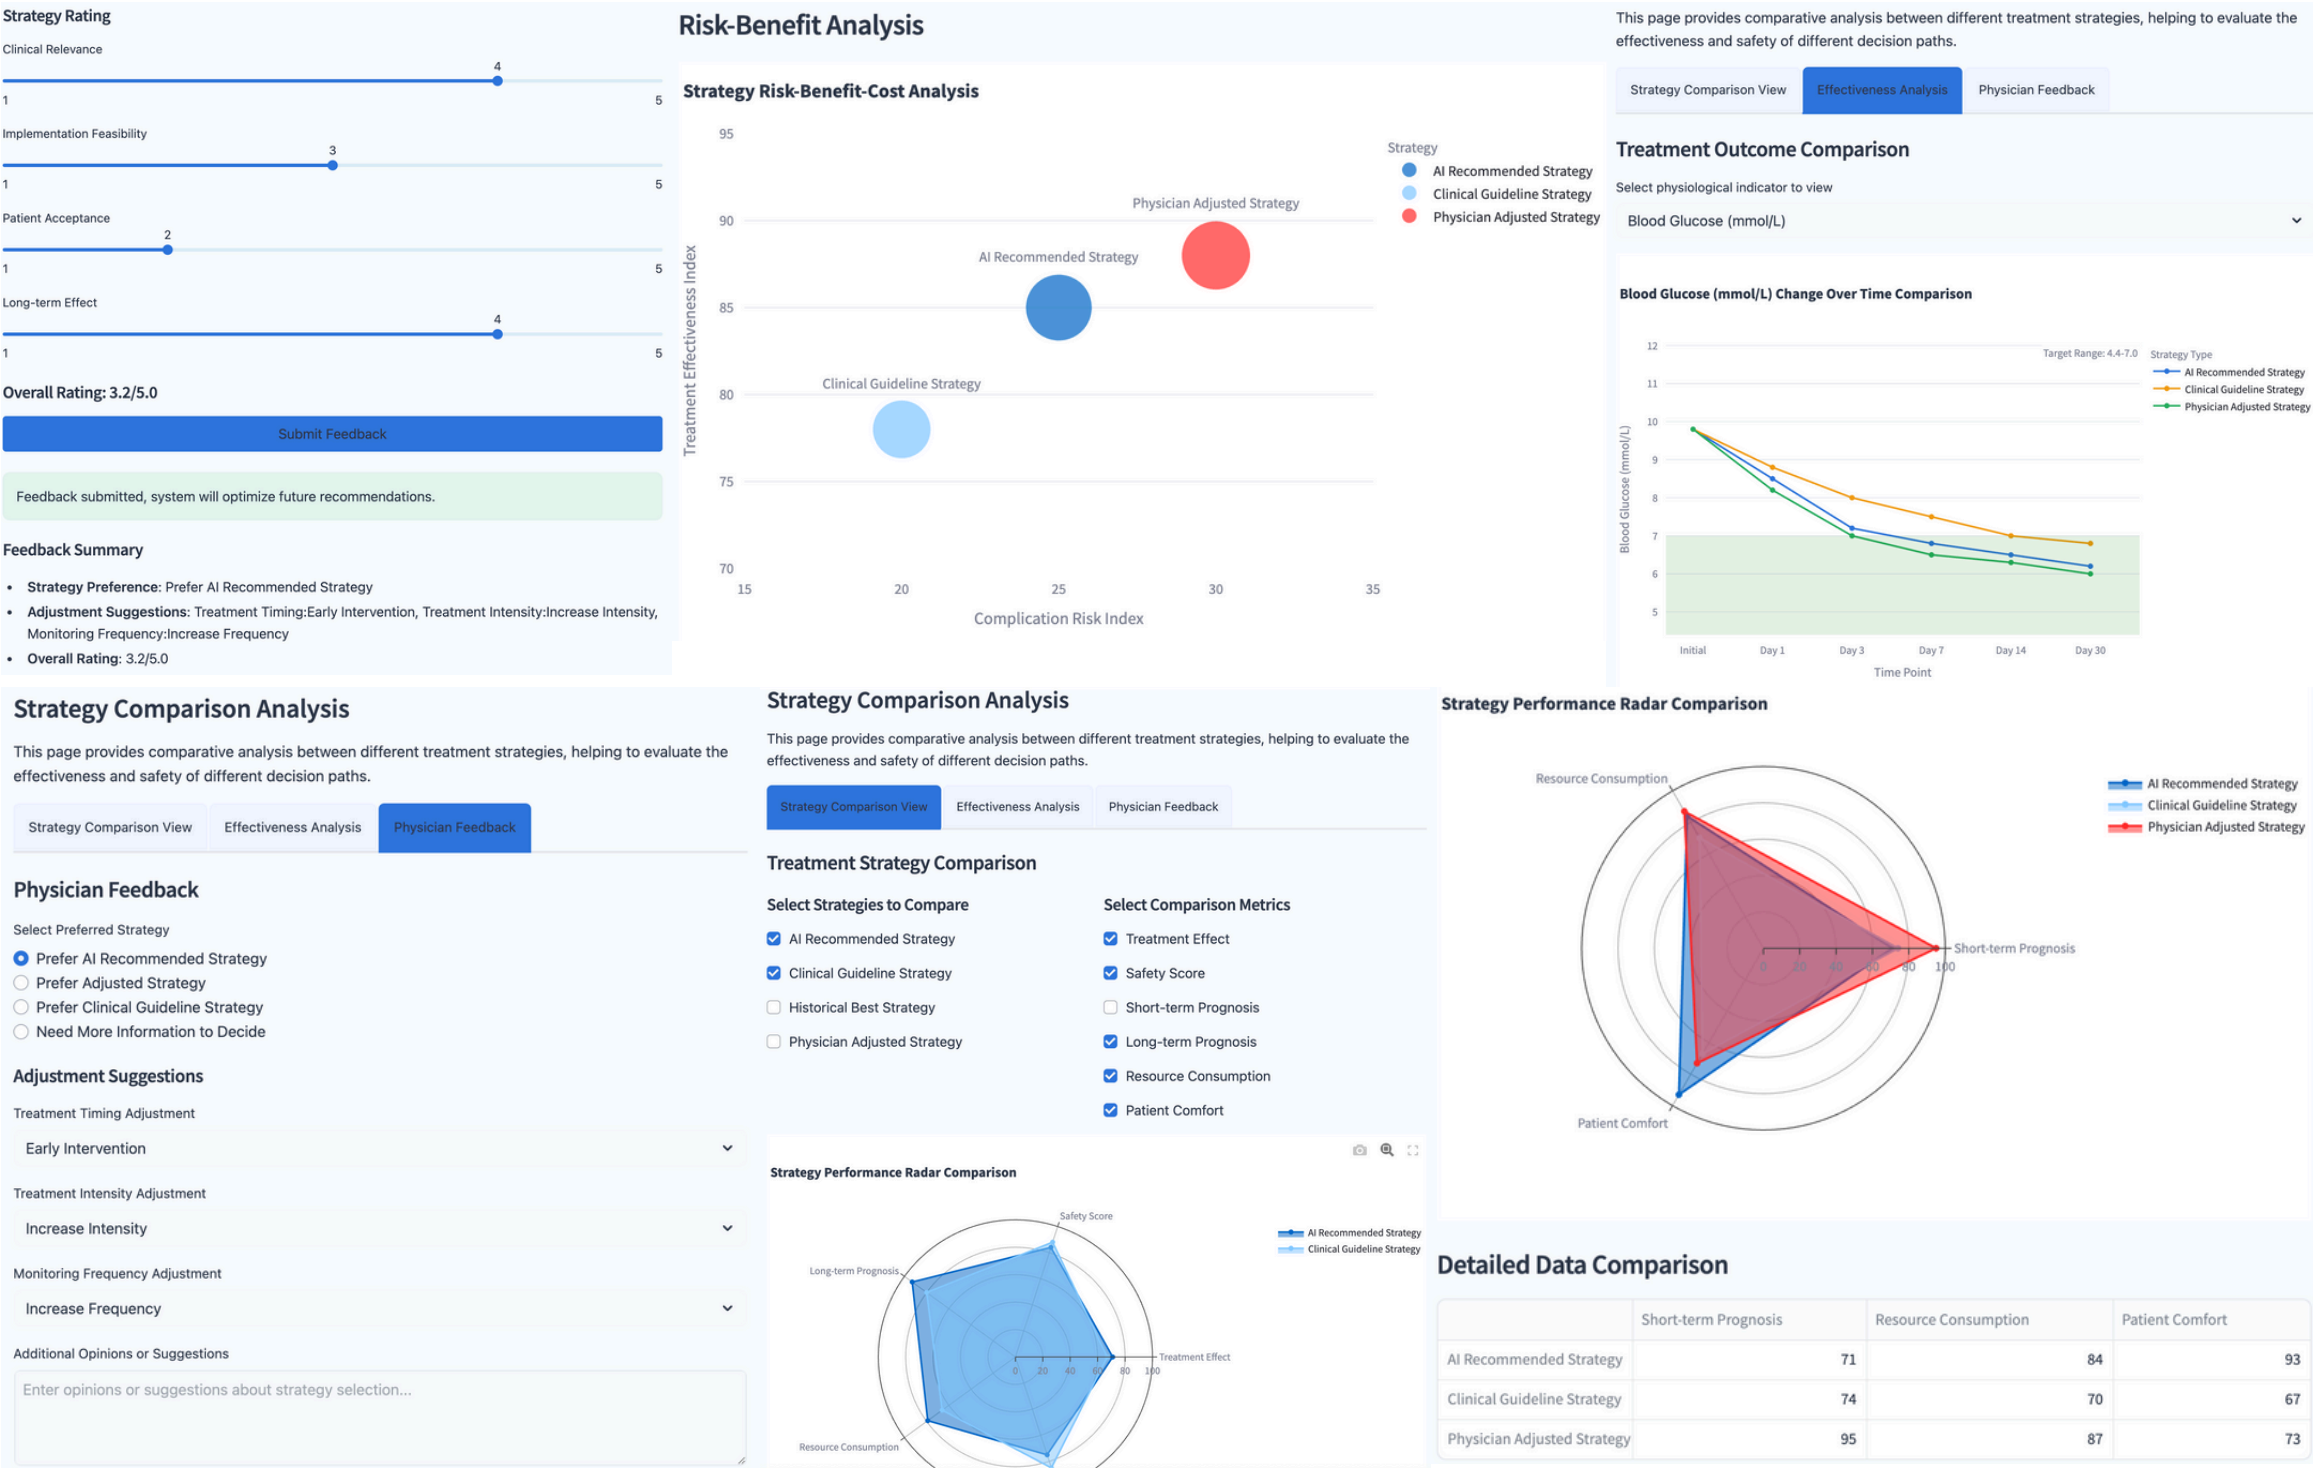 Strategy Rating
Clinical Relevance
4
1 5
Implementation Feasibility
3
1 5
Patient Acceptance
2
1 5
Long-term Effect
4
1 5
Overall Rating: 3.2/5.0
Submit Feedback
Feedback submitted, system will optimize future recommendations.
Feedback Summary
• Strategy Preference: Prefer AI Recommended Strategy
• Adjustment Suggestions: Treatment Timing:Early Intervention, Treatment Intensity:Increase Intensity,
Monitoring Frequency:Increase Frequency
• Overall Rating: 3.2/5.0
Risk-Benefit Analysis
Strategy Risk-Benefit-Cost Analysis
95
90
85
80
75
70
Treatment Effectiveness Index
Physician Adjusted Strategy
AI Recommended Strategy
Clinical Guideline Strategy
15 20 25 30 35
Complication Risk Index
Strategy
AI Recommended Strategy
Clinical Guideline Strategy
Physician Adjusted Strategy
This page provides comparative analysis between different treatment strategies, helping to evaluate the
effectiveness and safety of different decision paths.
Strategy Comparison View Effectiveness Analysis Physician Feedback
Treatment Outcome Comparison
Select physiological indicator to view
Blood Glucose (mmol/L)
Blood Glucose (mmol/L) Change Over Time Comparison
12
11
10
9
8
7
6
5
Blood Glucose (mmol/L)
Target Range: 4.4-7.0
Strategy Type
AI Recommended Strategy
Clinical Guideline Strategy
Physician Adjusted Strategy
Initial Day 1 Day 3 Day 7 Day 14 Day 30
Time Point
Strategy Comparison Analysis
This page provides comparative analysis between different treatment strategies, helping to evaluate the
effectiveness and safety of different decision paths.
Strategy Comparison View Effectiveness Analysis Physician Feedback
Physician Feedback
Select Preferred Strategy
Prefer AI Recommended Strategy
Prefer Adjusted Strategy
Prefer Clinical Guideline Strategy
Need More Information to Decide
Adjustment Suggestions
Treatment Timing Adjustment
Early Intervention
Treatment Intensity Adjustment
Increase Intensity
Monitoring Frequency Adjustment
Increase Frequency
Additional Opinions or Suggestions
Enter opinions or suggestions about strategy selection...
Strategy Comparison Analysis
This page provides comparative analysis between different treatment strategies, helping to evaluate the
effectiveness and safety of different decision paths.
Strategy Comparison View Effectiveness Analysis Physician Feedback
Treatment Strategy Comparison
Select Strategies to Compare
AI Recommended Strategy
Clinical Guideline Strategy
Historical Best Strategy
Physician Adjusted Strategy
Select Comparison Metrics
Treatment Effect
Safety Score
Short-term Prognosis
Long-term Prognosis
Resource Consumption
Patient Comfort
Strategy Performance Radar Comparison
Safety Score
Long-term Prognosis
Treatment Effect
0 20 40 60 80 100
Resource Consumption
AI Recommended Strategy
Clinical Guideline Strategy
Strategy Performance Radar Comparison
Resource Consumption
Short-term Prognosis
0 20 40 60 80 100
Patient Comfort
AI Recommended Strategy
Clinical Guideline Strategy
Physician Adjusted Strategy
Detailed Data Comparison
Short-term Prognosis Resource Consumption Patient Comfort
AI Recommended Strategy 71 84 93
Clinical Guideline Strategy 74 70 67
Physician Adjusted Strategy 95 87 73